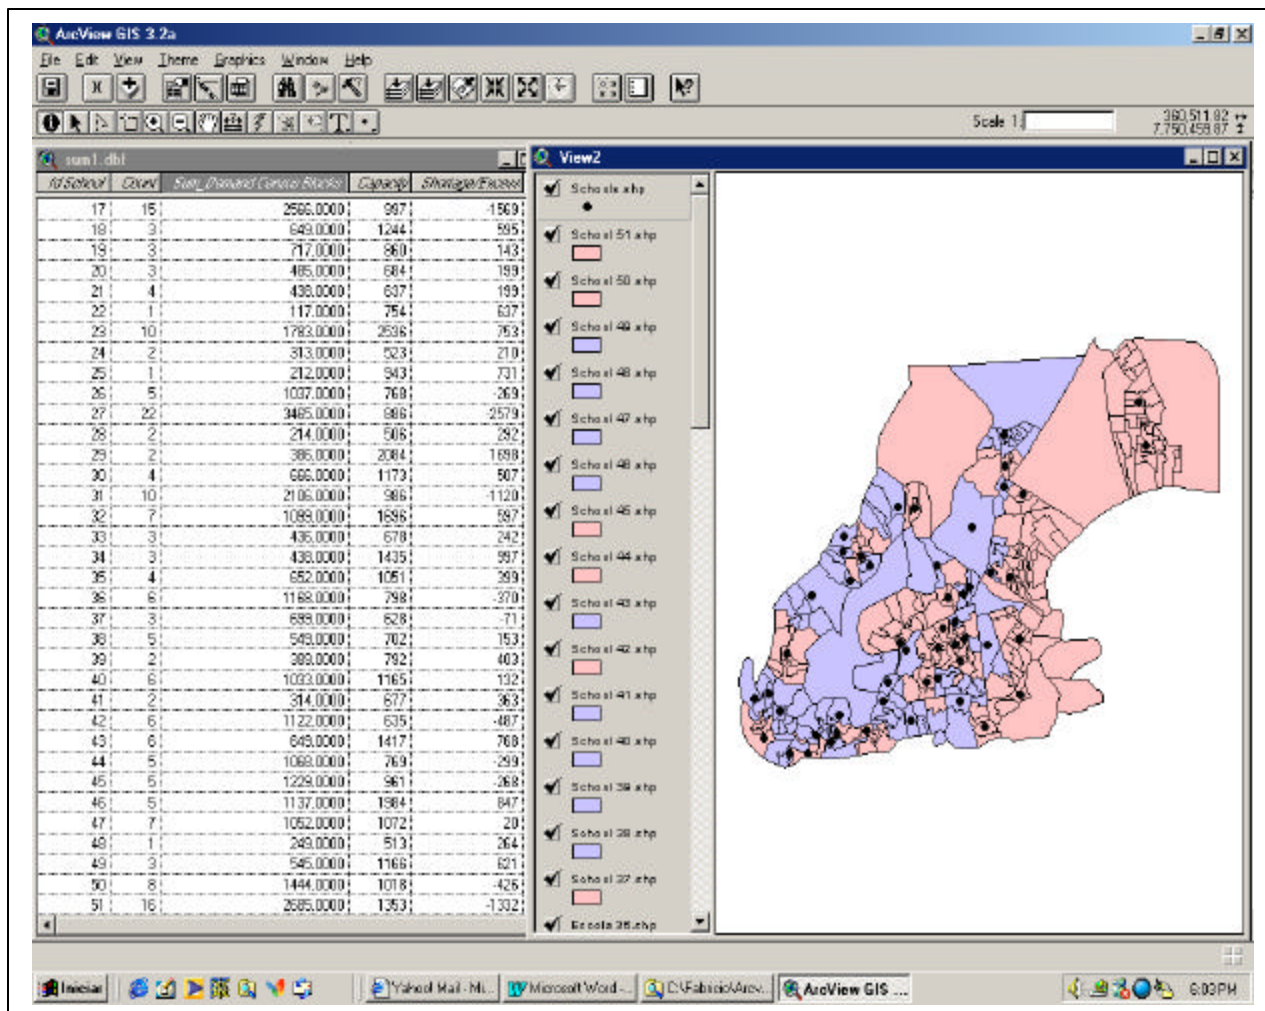 ArcView GIS 3.2a
File Edit View Theme Graphics Window Help
Scale 1:
360,511.82
7,750,459.87
sum1.dbf
Id School Count Sum_Demand Census Blocks Capacity Shortage/Excess
17 15 2566.0000 997 -1569
18 3 649.0000 1244 595
19 3 717.0000 860 143
20 3 485.0000 684 199
21 4 438.0000 637 199
22 1 117.0000 754 637
23 10 1783.0000 2536 753
24 2 313.0000 523 210
25 1 212.0000 943 731
26 5 1037.0000 768 -269
27 22 3465.0000 886 -2579
28 2 214.0000 506 292
29 2 386.0000 2084 1698
30 4 666.0000 1173 507
31 10 2106.0000 986 -1120
32 7 1099.0000 1696 597
33 3 436.0000 678 242
34 3 438.0000 1435 997
35 4 652.0000 1051 399
36 6 1168.0000 798 -370
37 3 699.0000 628 -71
38 5 549.0000 702 153
39 2 389.0000 792 403
40 6 1033.0000 1165 132
41 2 314.0000 677 363
42 6 1122.0000 635 -487
43 6 649.0000 1417 768
44 5 1068.0000 769 -299
45 5 1229.0000 961 -268
46 5 1137.0000 1984 847
47 7 1052.0000 1072 20
48 1 249.0000 513 264
49 3 545.0000 1166 621
50 8 1444.0000 1018 -426
51 16 2685.0000 1353 -1332
View2
Schools.shp
School 51.shp
School 50.shp
School 49.shp
School 48.shp
School 47.shp
School 46.shp
School 45.shp
School 44.shp
School 43.shp
School 42.shp
School 41.shp
School 40.shp
School 39.shp
School 38.shp
School 37.shp
Escola 36.shp
Iniciar
Yahoo! Mail - Mi...
Microsoft Word - ...
C:\Fabricio\Arcv...
ArcView GIS ...
6:03 PM